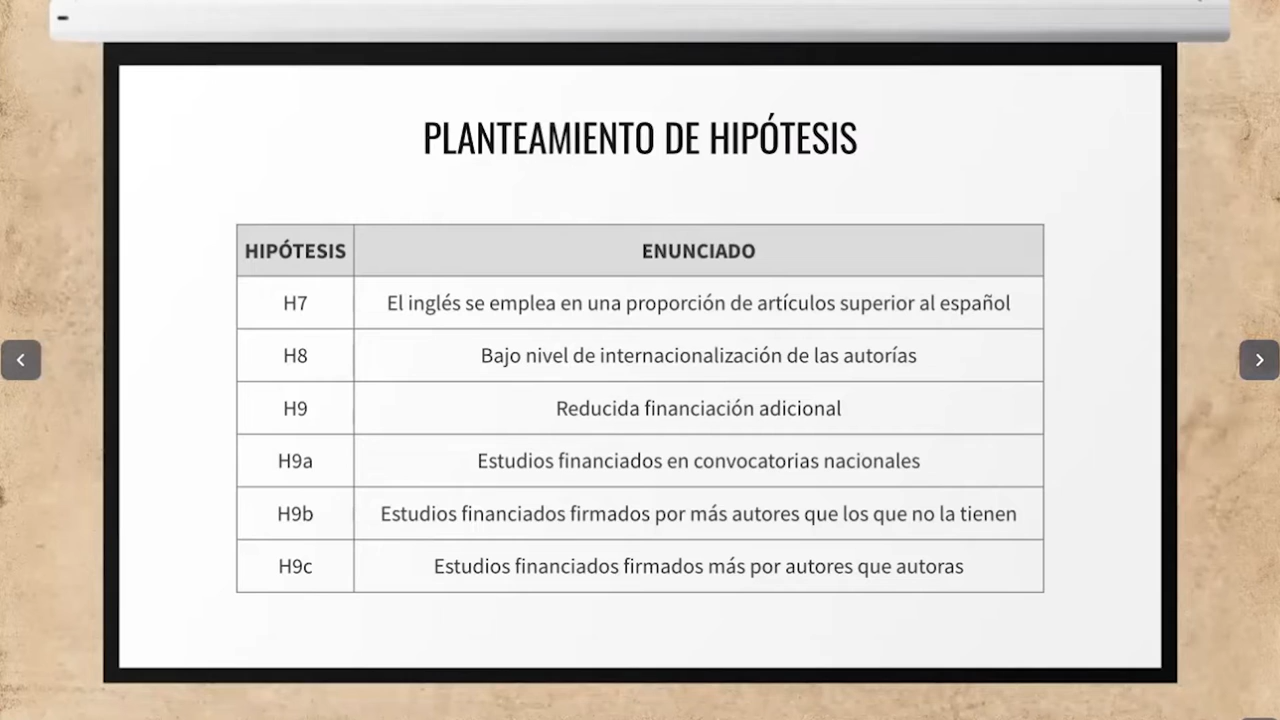 PLANTEAMIENTO DE HIPÓTESIS
HIPÓTESIS ENUNCIADO
H7 El inglés se emplea en una proporción de artículos superior al español
H8 Bajo nivel de internacionalización de las autorías
H9 Reducida financiación adicional
H9a Estudios financiados en convocatorias nacionales
H9b Estudios financiados firmados por más autores que los que no la tienen
H9c Estudios financiados firmados más por autores que autoras